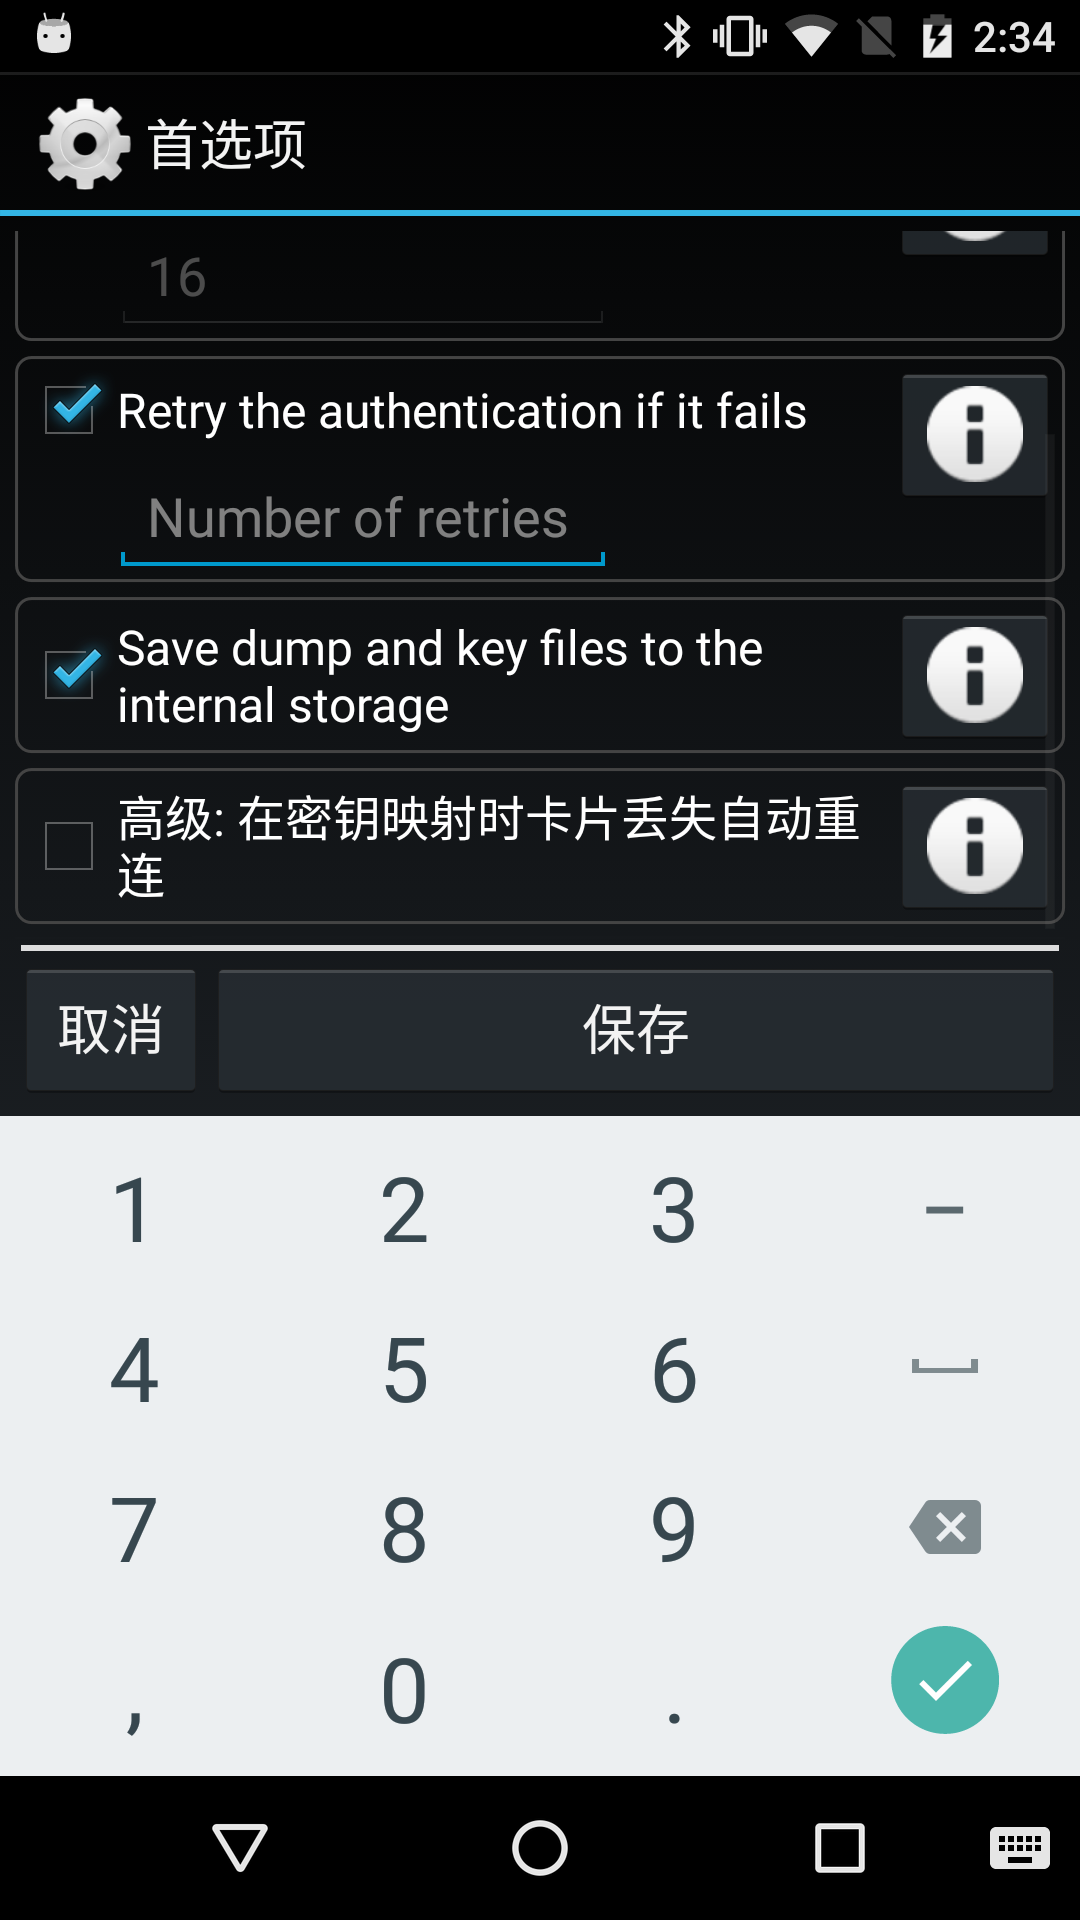 2:34
首选项
16
Retry the authentication if it fails
Number of retries
Save dump and key files to the
internal storage
高级: 在密钥映射时卡片丢失自动重
连
取消 保存
1 2 3 –
4 5 6
7 8 9
, 0 .